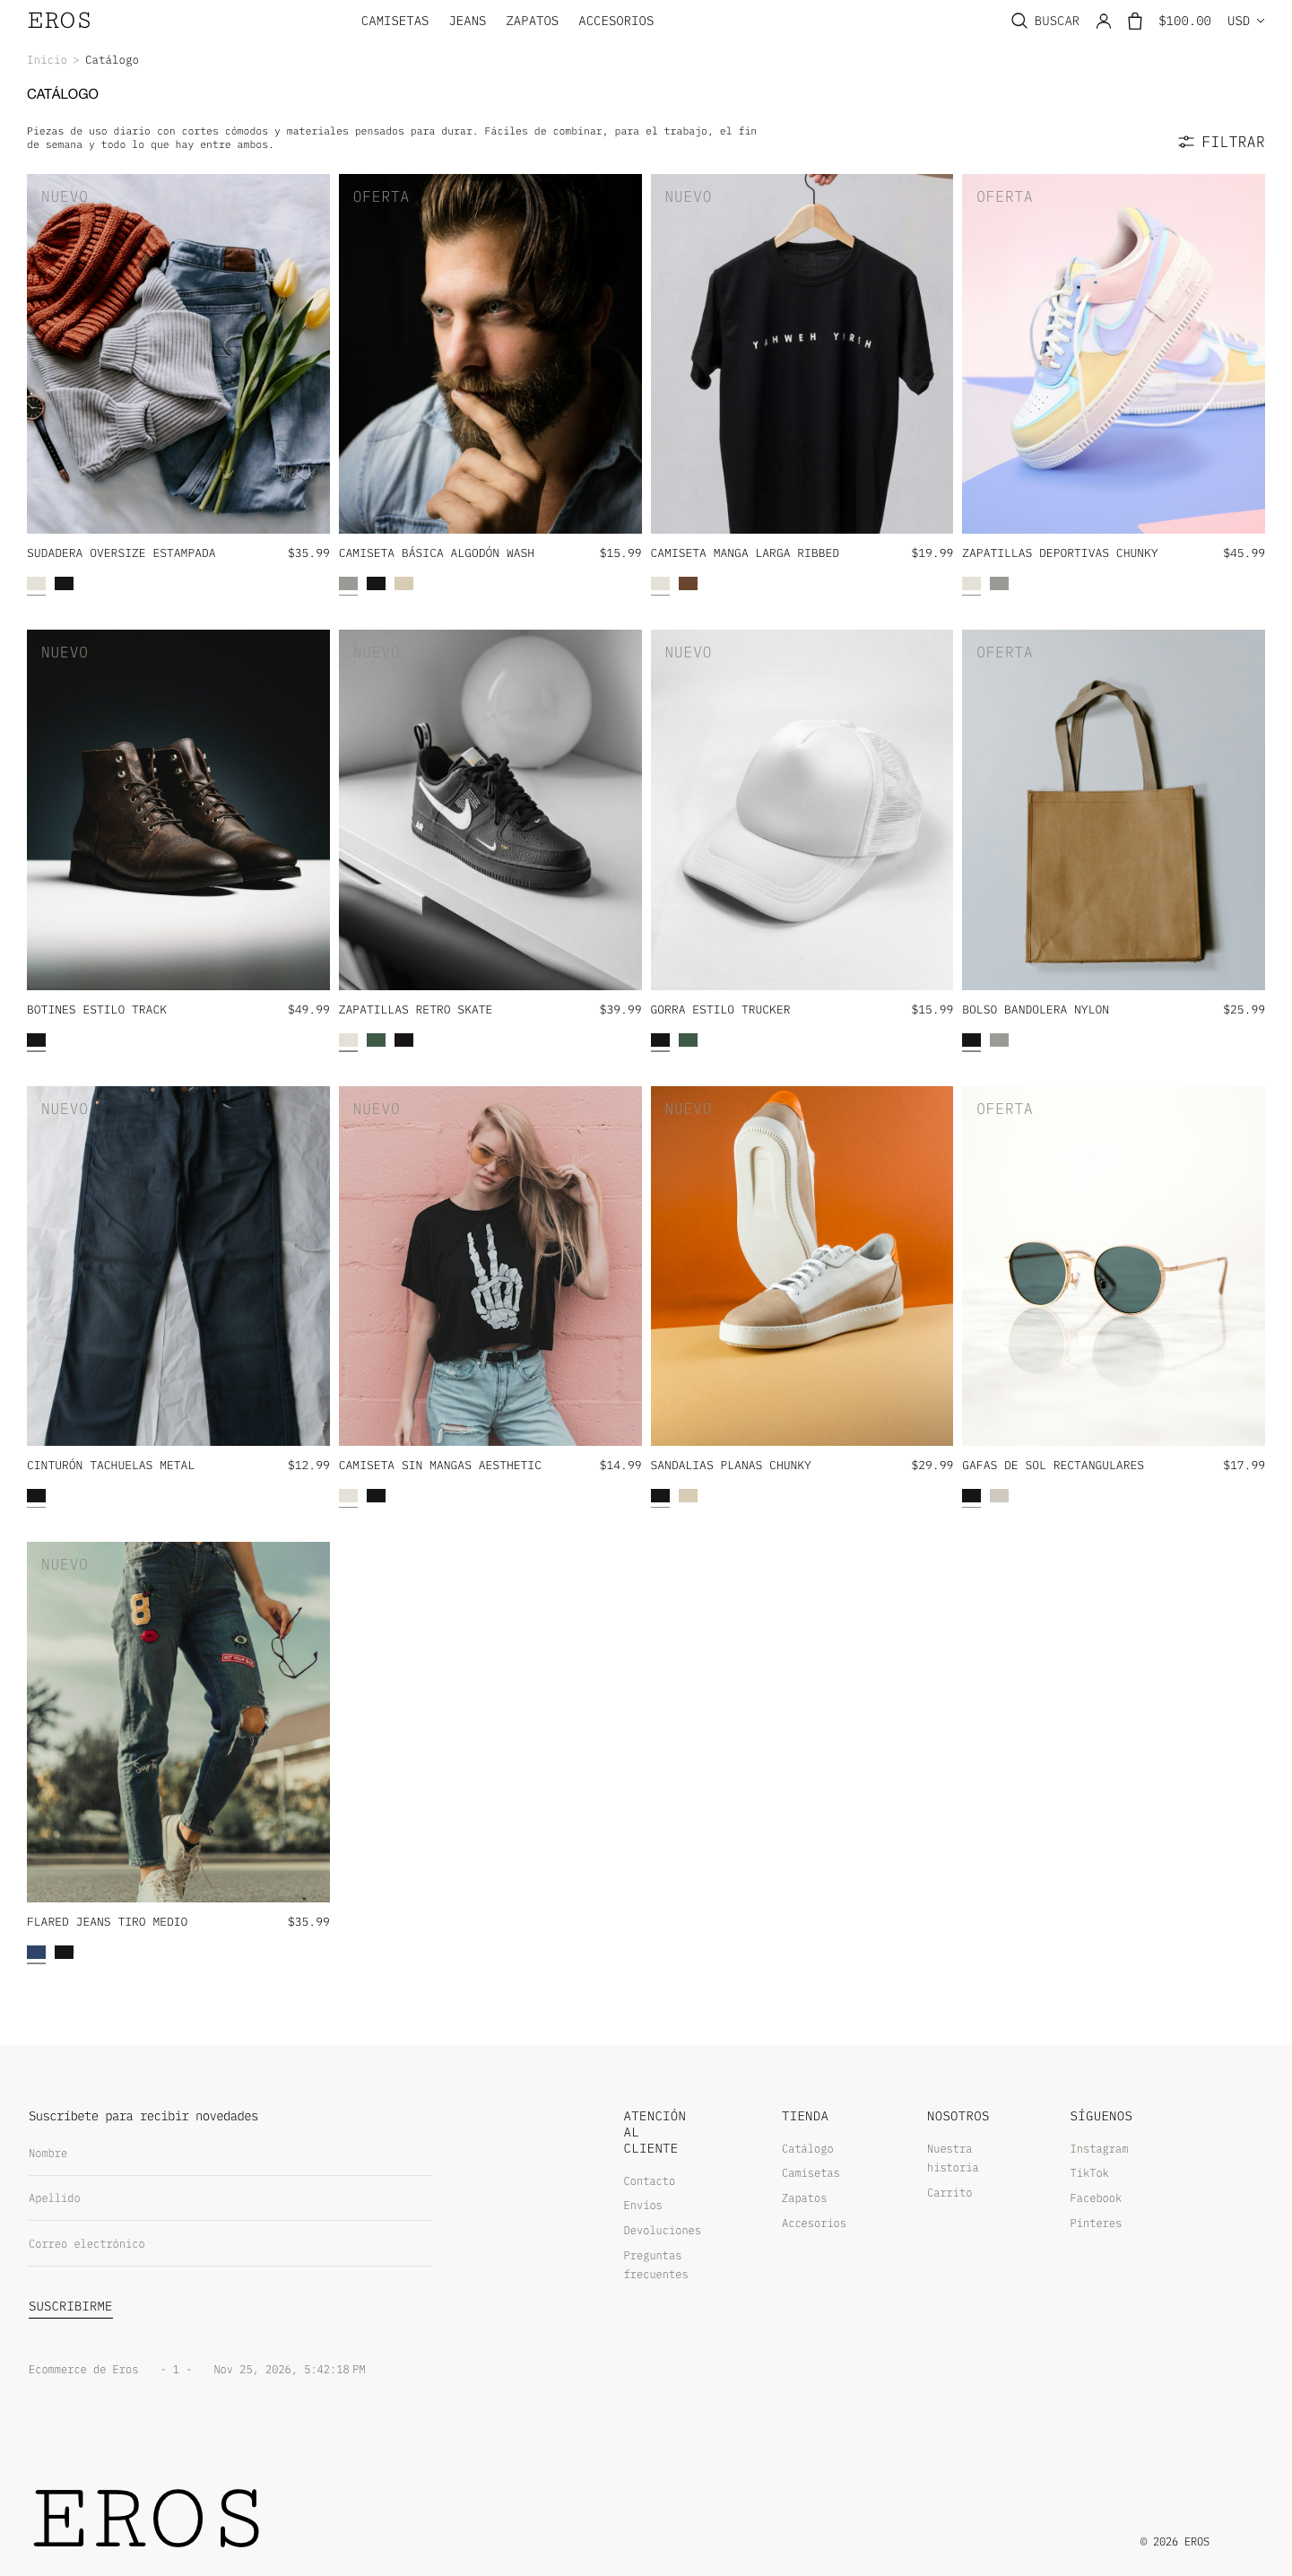 EROS
CAMISETAS JEANS ZAPATOS ACCESORIOS
BUSCAR $100.00 USD
Inicio > Catálogo
CATÁLOGO
Piezas de uso diario con cortes cómodos y materiales pensados para durar. Fáciles de combinar, para el trabajo, el fin
de semana y todo lo que hay entre ambos.
FILTRAR
NUEVO
OFERTA
NUEVO
YAHWEH YIREH
OFERTA
SUDADERA OVERSIZE ESTAMPADA $35.99
CAMISETA BÁSICA ALGODÓN WASH $15.99
CAMISETA MANGA LARGA RIBBED $19.99
ZAPATILLAS DEPORTIVAS CHUNKY $45.99
NUEVO
NUEVO
AIR
NUEVO
OFERTA
BOTINES ESTILO TRACK $49.99
ZAPATILLAS RETRO SKATE $39.99
GORRA ESTILO TRUCKER $15.99
BOLSO BANDOLERA NYLON $25.99
NUEVO
NUEVO
NUEVO
OFERTA
CINTURÓN TACHUELAS METAL $12.99
CAMISETA SIN MANGAS AESTHETIC $14.99
SANDALIAS PLANAS CHUNKY $29.99
GAFAS DE SOL RECTANGULARES $17.99
NUEVO
8
FLARED JEANS TIRO MEDIO $35.99
Suscríbete para recibir novedades
Nombre
Apellido
Correo electrónico
SUSCRIBIRME
ATENCIÓN
AL
CLIENTE
Contacto
Envíos
Devoluciones
Preguntas
frecuentes
TIENDA
Catálogo
Camisetas
Zapatos
Accesorios
NOSOTROS
Nuestra
historia
Carrito
SÍGUENOS
Instagram
TikTok
Facebook
Pinteres
Ecommerce de Eros - 1 - Nov 25, 2026, 5:42:18 PM
EROS
© 2026 EROS